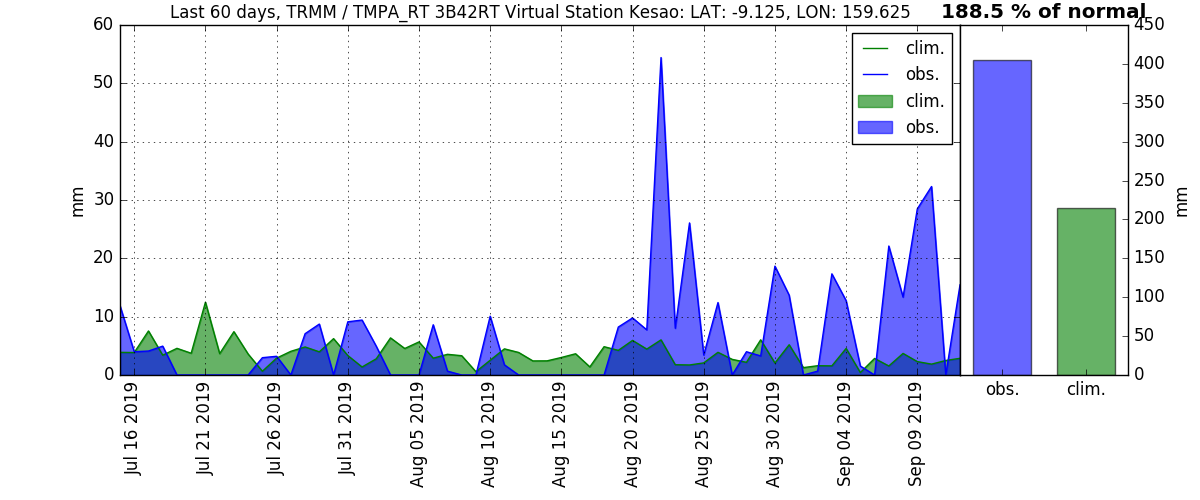 Last 60 days, TRMM / TMPA_RT 3B42RT Virtual Station Kesao: LAT: -9.125, LON: 159.625
188.5 % of normal
60
50
40
30
20
10
0
mm
clim.
obs.
clim.
obs.
Jul 16 2019
Jul 21 2019
Jul 26 2019
Jul 31 2019
Aug 05 2019
Aug 10 2019
Aug 15 2019
Aug 20 2019
Aug 25 2019
Aug 30 2019
Sep 04 2019
Sep 09 2019
450
400
350
300
250
200
150
100
50
0
mm
obs.
clim.